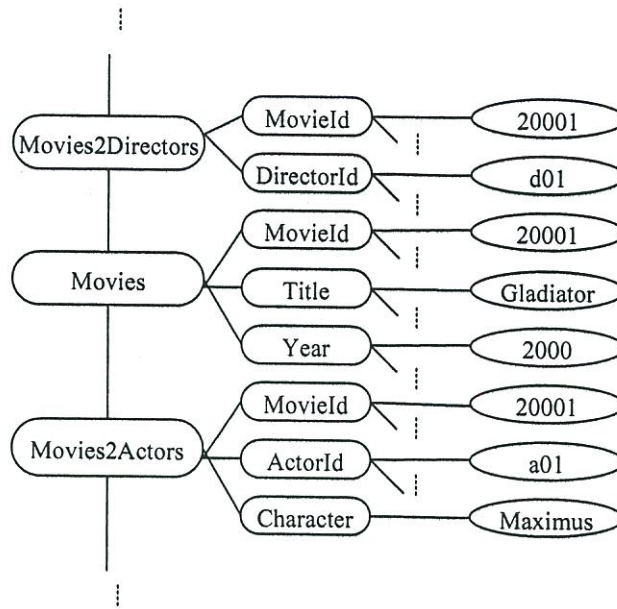 MovieId
20001
Movies2Directors
DirectorId
d01
MovieId
20001
Movies
Title
Gladiator
Year
2000
MovieId
20001
Movies2Actors
ActorId
a01
Character
Maximus